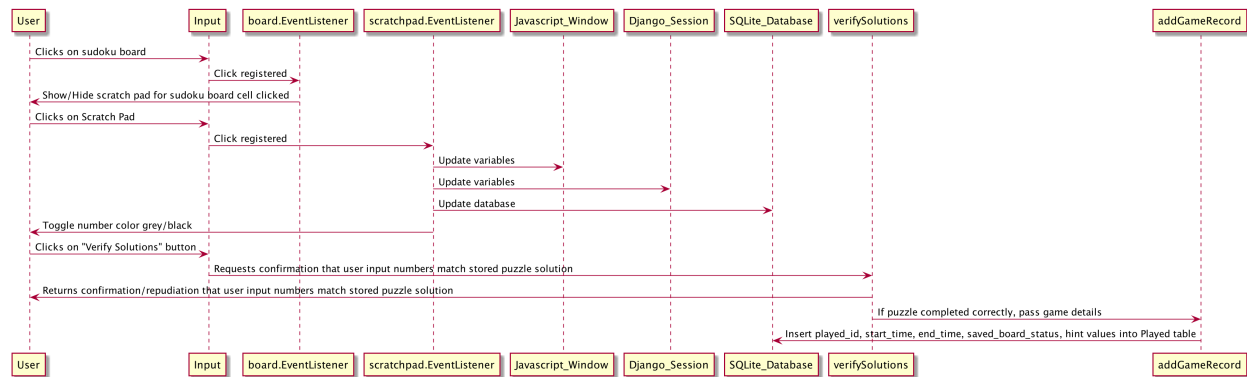 User Input board.EventListener scratchpad.EventListener Javascript_Window Django_Session SQLite_Database verifySolutions addGameRecord
Clicks on sudoku board
Click registered
Show/Hide scratch pad for sudoku board cell clicked
Clicks on Scratch Pad
Click registered
Update variables
Update variables
Update database
Toggle number color grey/black
Clicks on "Verify Solutions" button
Requests confirmation that user input numbers match stored puzzle solution
Returns confirmation/repudiation that user input numbers match stored puzzle solution
If puzzle completed correctly, pass game details
Insert played_id, start_time, end_time, saved_board_status, hint values into Played table
User Input board.EventListener scratchpad.EventListener Javascript_Window Django_Session SQLite_Database verifySolutions addGameRecord